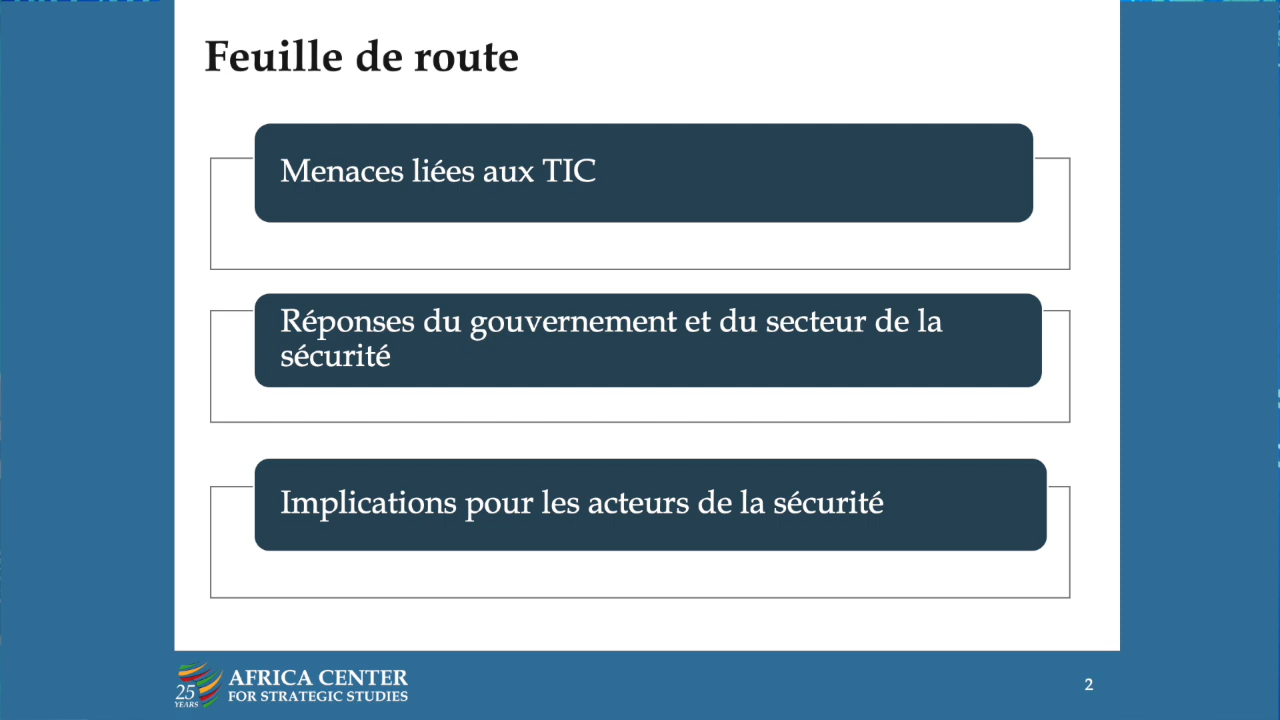 Feuille de route
Menaces liées aux TIC
Réponses du gouvernement et du secteur de la
sécurité
Implications pour les acteurs de la sécurité
25
YEARS
AFRICA CENTER
FOR STRATEGIC STUDIES
2